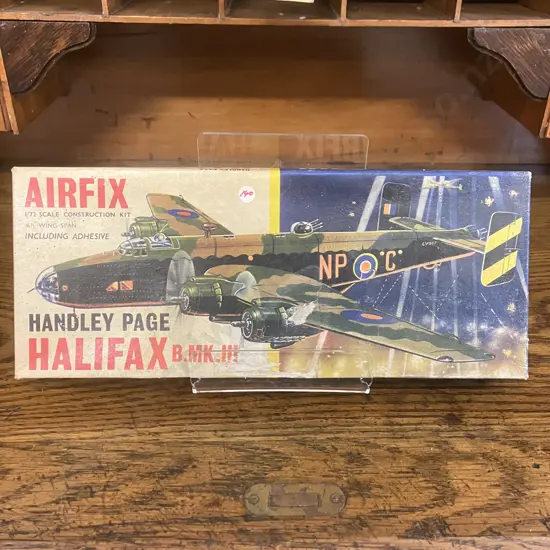 AIRFIX
1/72 SCALE CONSTRUCTION KIT
INCLUDING ADHESIVE
NP C
HANDLEY PAGE
HALIFAX B.MK.III